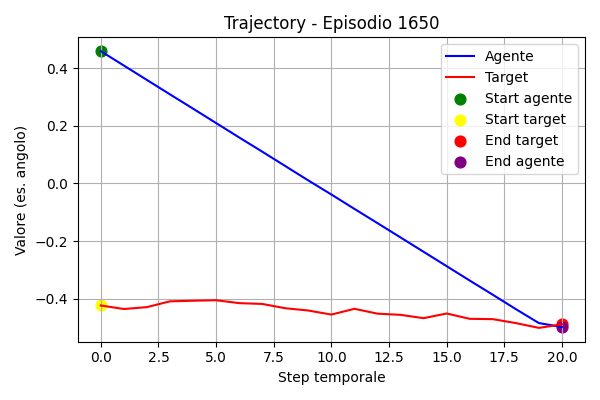 Trajectory - Episodio 1650
Agente
Target
Start agente
Start target
End target
End agente
Valore (es. angolo)
0.4
0.2
0.0
−0.2
−0.4
0.0
2.5
5.0
7.5
10.0
12.5
15.0
17.5
20.0
Step temporale